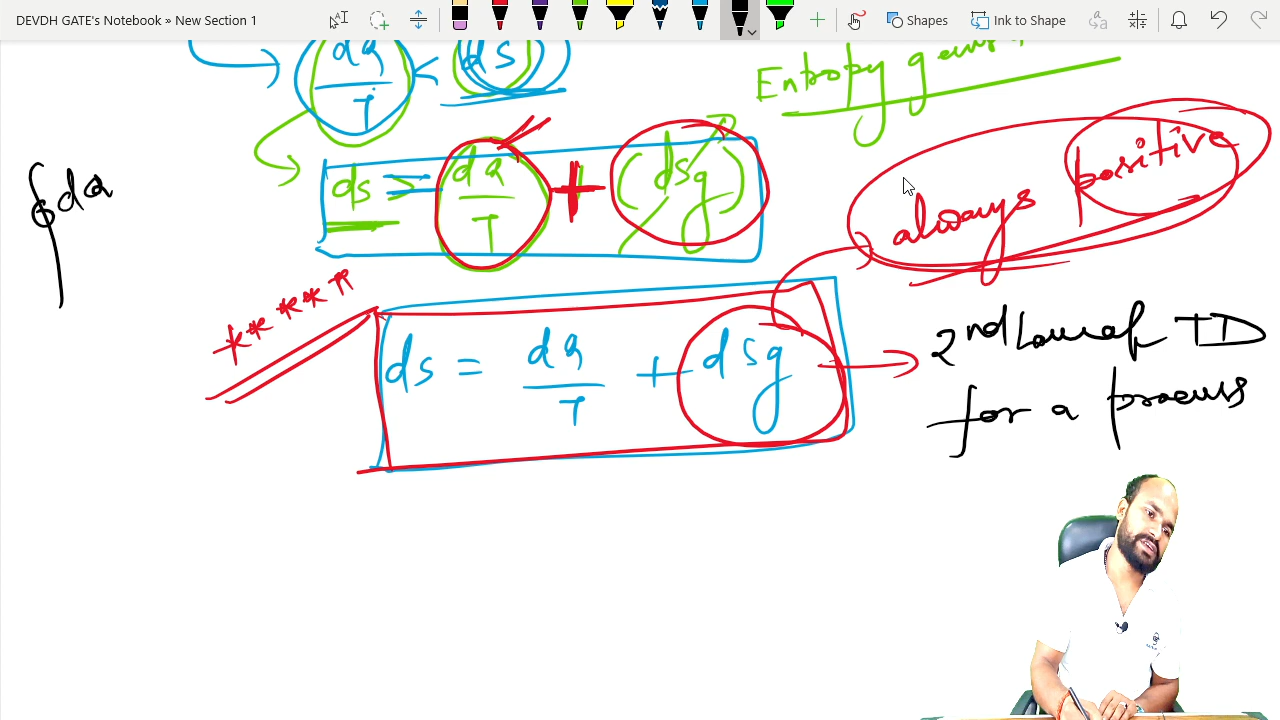 DEVDH GATE's Notebook » New Section 1
Shapes
Ink to Shape
dQ/T < ds
Entropy
∮dQ
ds = dQ/T + (dsg)
always positive
****
ds = dQ/T + dsg
2nd Law of TD
for a process